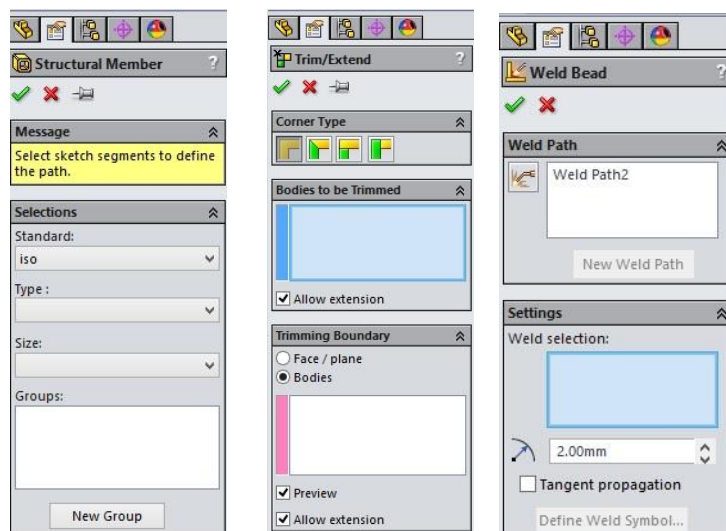 Structural Member ?
Message
Select sketch segments to define
the path.
Selections
Standard:
iso
Type :
Size:
Groups:
New Group
Trim/Extend ?
Corner Type
Bodies to be Trimmed
Allow extension
Trimming Boundary
Face / plane
Bodies
Preview
Allow extension
Weld Bead ?
Weld Path
Weld Path2
New Weld Path
Settings
Weld selection:
2.00mm
Tangent propagation
Define Weld Symbol...